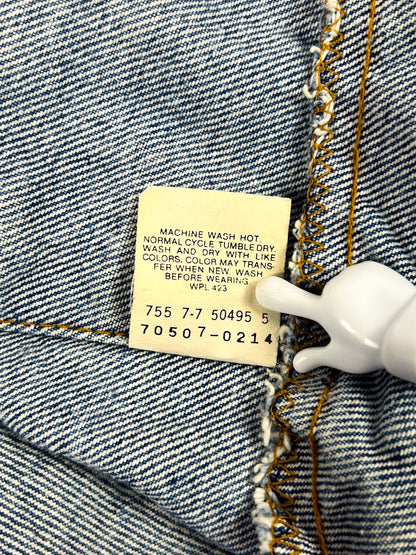 MACHINE WASH HOT.
NORMAL CYCLE TUMBLE DRY.
WASH AND DRY WITH LIKE
COLORS. COLOR MAY TRANS-
FER WHEN NEW. WASH
BEFORE WEARING.
WPL 423
755 7-7 50495 5
70507-0214